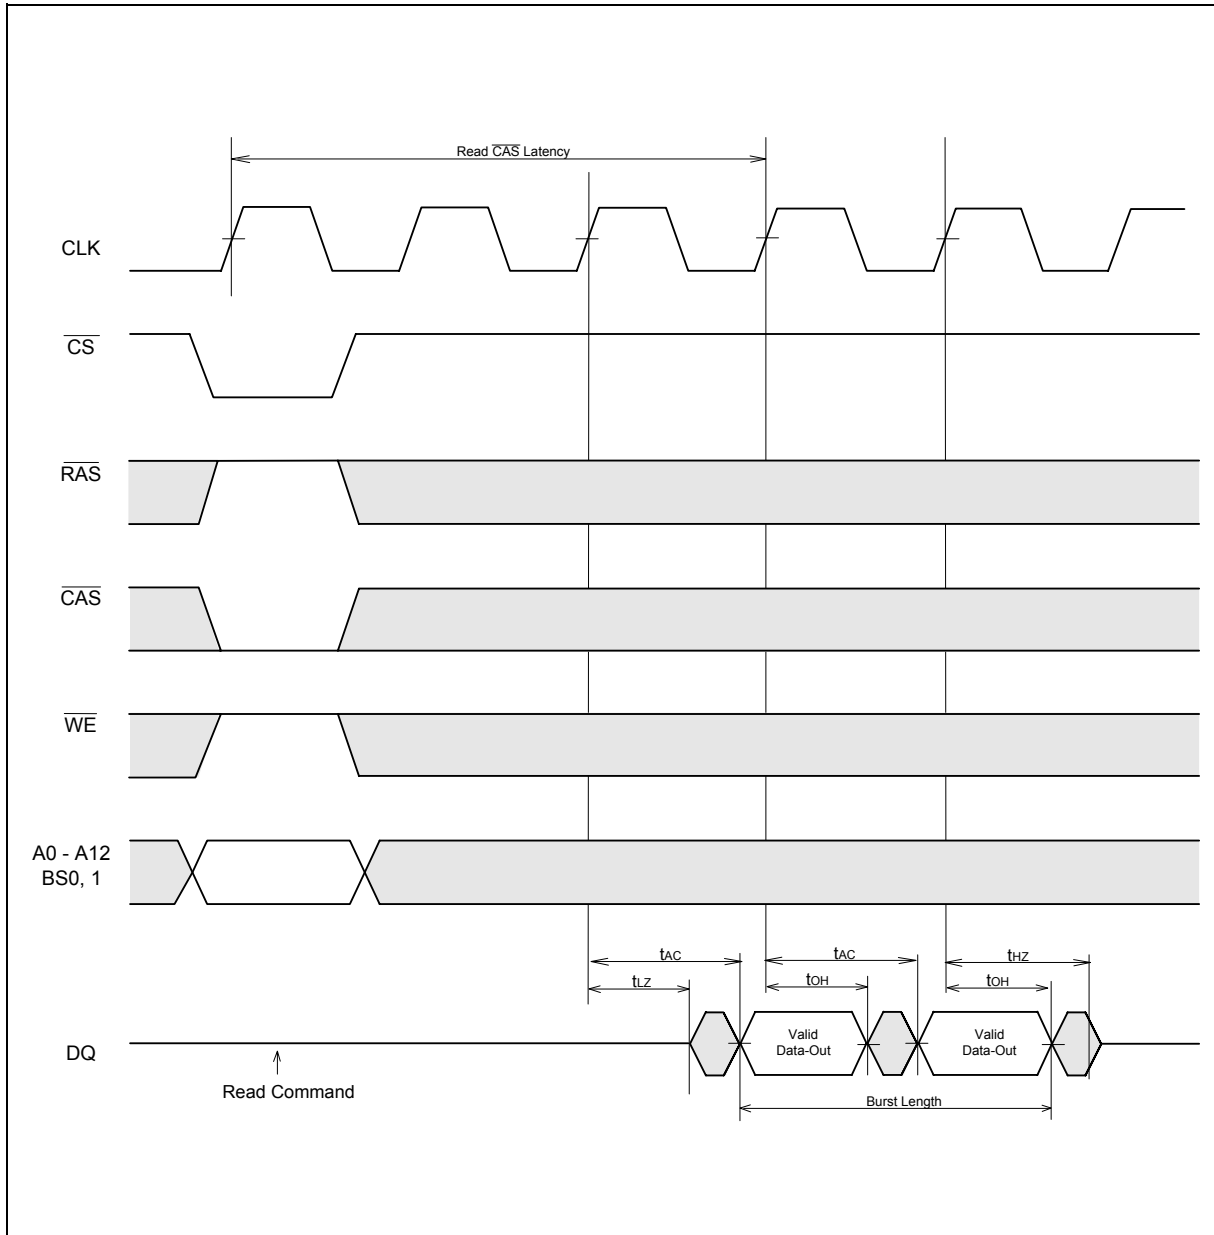 Read CAS Latency
CLK
CS
RAS
CAS
WE
A0 - A12
BS0, 1
tAC
tAC
tHZ
tLZ
tOH
tOH
DQ
Valid
Data-Out
Valid
Data-Out
Read Command
Burst Length